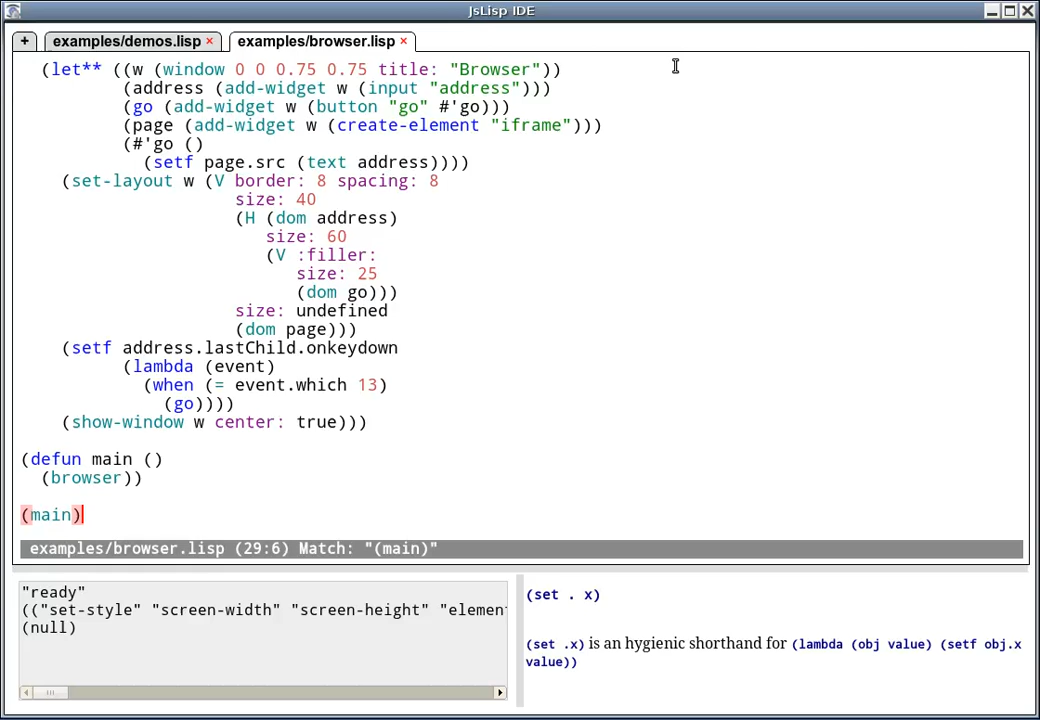 JsLisp IDE
+ examples/demos.lisp × examples/browser.lisp ×
(let** ((w (window 0 0 0.75 0.75 title: "Browser"))
(address (add-widget w (input "address")))
(go (add-widget w (button "go" #'go)))
(page (add-widget w (create-element "iframe")))
(#'go ()
(setf page.src (text address))))
(set-layout w (V border: 8 spacing: 8
size: 40
(H (dom address)
size: 60
(V :filler:
size: 25
(dom go)))
size: undefined
(dom page)))
(setf address.lastChild.onkeydown
(lambda (event)
(when (= event.which 13)
(go))))
(show-window w center: true)))
(defun main ()
(browser))
(main)
examples/browser.lisp (29:6) Match: "(main)"
"ready"
(("set-style" "screen-width" "screen-height" "elemen
(null)
(set . x)
(set .x) is an hygienic shorthand for (lambda (obj value) (setf obj.x
value))